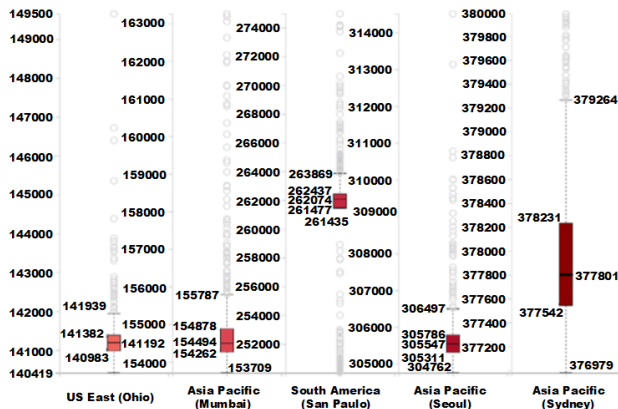 149500 163000 274000 314000 380000
149000 379800
148000 162000 272000 313000 379600
147000 161000 270000 312000 379400
268000 379200 379264
146000 160000 266000 311000 379000
145000 159000 264000 263869 310000 378800
262000 262437 378600
262074
261477 309000 378400
144000 158000 260000 261435 378231
378200
143000 157000 258000 308000 378000
256000 307000 377800 377801
142000 156000 155787 377600
141939 254000 306497 377542
141382 155000 154878 306000 305786 377400
141192 154494 252000 305547 377200
141000 140983 154262 305311
154000 153709 305000 304762 376979
140419
US East (Ohio) Asia Pacific South America Asia Pacific Asia Pacific
(Mumbai) (San Paulo) (Seoul) (Sydney)